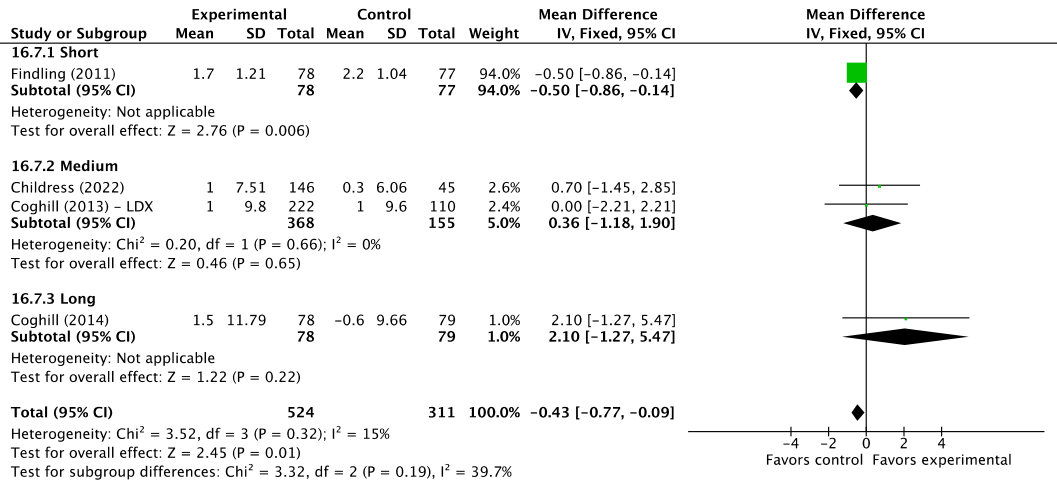 Experimental Control Mean Difference Mean Difference
Study or Subgroup Mean SD Total Mean SD Total Weight IV, Fixed, 95% CI IV, Fixed, 95% CI
16.7.1 Short
Findling (2011) 1.7 1.21 78 2.2 1.04 77 94.0% −0.50 [−0.86, −0.14]
Subtotal (95% CI) 78 77 94.0% −0.50 [−0.86, −0.14]
Heterogeneity: Not applicable
Test for overall effect: Z = 2.76 (P = 0.006)
16.7.2 Medium
Childress (2022) 1 7.51 146 0.3 6.06 45 2.6% 0.70 [−1.45, 2.85]
Coghill (2013) – LDX 1 9.8 222 1 9.6 110 2.4% 0.00 [−2.21, 2.21]
Subtotal (95% CI) 368 155 5.0% 0.36 [−1.18, 1.90]
Heterogeneity: Chi² = 0.20, df = 1 (P = 0.66); I² = 0%
Test for overall effect: Z = 0.46 (P = 0.65)
16.7.3 Long
Coghill (2014) 1.5 11.79 78 −0.6 9.66 79 1.0% 2.10 [−1.27, 5.47]
Subtotal (95% CI) 78 79 1.0% 2.10 [−1.27, 5.47]
Heterogeneity: Not applicable
Test for overall effect: Z = 1.22 (P = 0.22)
Total (95% CI) 524 311 100.0% −0.43 [−0.77, −0.09]
Heterogeneity: Chi² = 3.52, df = 3 (P = 0.32); I² = 15%
Test for overall effect: Z = 2.45 (P = 0.01)
Test for subgroup differences: Chi² = 3.32, df = 2 (P = 0.19), I² = 39.7%
−4 −2 0 2 4
Favors control Favors experimental